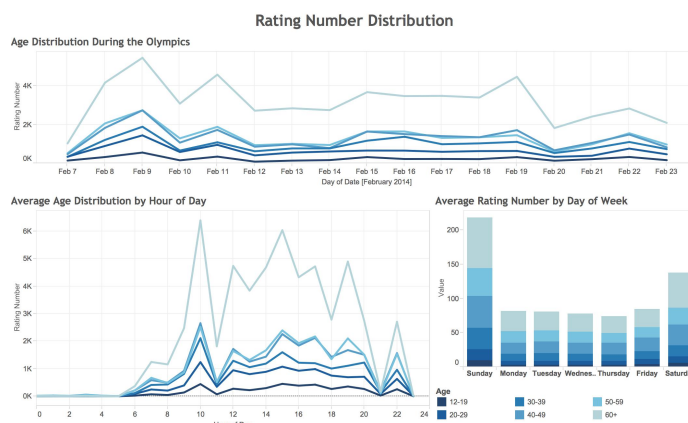 Rating Number Distribution
Age Distribution During the Olympics
Rating Number
4K
2K
0K
Feb 7 Feb 8 Feb 9 Feb 10 Feb 11 Feb 12 Feb 13 Feb 14 Feb 15 Feb 16 Feb 17 Feb 18 Feb 19 Feb 20 Feb 21 Feb 22 Feb 23
Day of Date [February 2014]
Average Age Distribution by Hour of Day
Rating Number
6K
5K
4K
3K
2K
1K
0K
0 2 4 6 8 10 12 14 16 18 20 22 24
Average Rating Number by Day of Week
Value
200
150
100
50
0
Sunday Monday Tuesday Wednes.. Thursday Friday Saturd
Age
12-19 30-39 50-59
20-29 40-49 60+